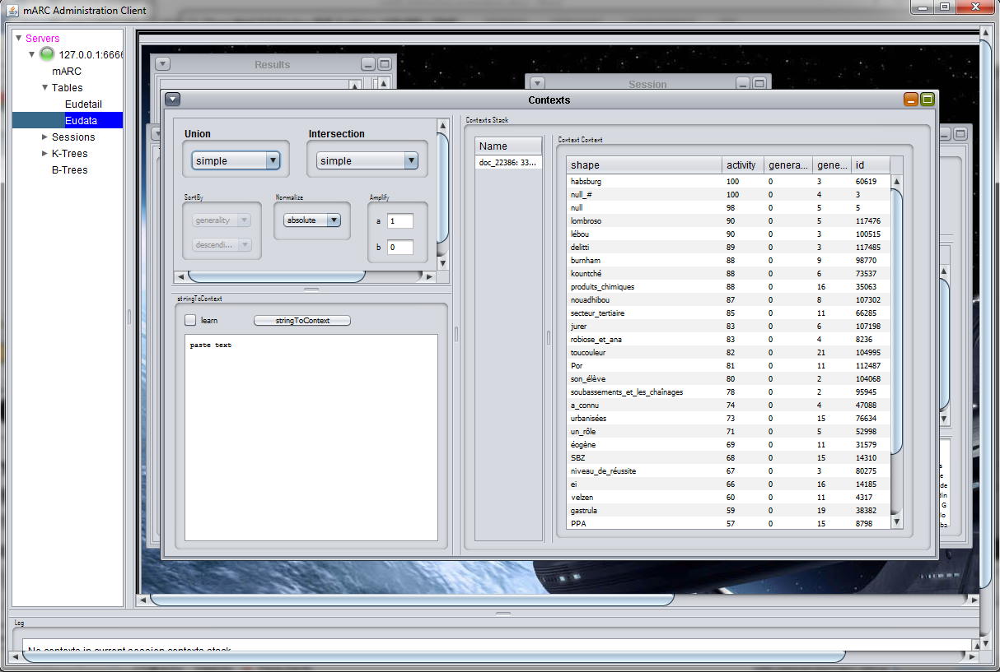 mARC Administration Client
Servers
127.0.0.1:6666
mARC
Tables
Eudetail
Eudata
Sessions
K-Trees
B-Trees
Results
Session
Contexts
Union
Intersection
simple
simple
SortBy
Normalize
Amplify
generality
absolute
a 1
descendi...
b 0
stringToContext
learn
stringToContext
paste text
Contexts Stack
Name
doc_22386: 33...
Context Content
shape activity genera... gene... id
habsburg 100 0 3 60619
null_# 100 0 4 3
null 98 0 5 5
lombroso 90 0 5 117476
lébou 90 0 3 100515
delitti 89 0 3 117485
burnham 88 0 9 98770
kountché 88 0 6 73537
produits_chimiques 88 0 16 35063
nouadhibou 87 0 8 107302
secteur_tertiaire 85 0 11 66285
jurer 83 0 6 107198
robiose_et_ana 83 0 4 8236
toucouleur 82 0 21 104995
Por 81 0 11 112487
son_élève 80 0 2 104068
soubassements_et_les_chaînages 78 0 2 95945
a_connu 74 0 4 47088
urbanisées 73 0 15 76634
un_rôle 71 0 5 52998
éogène 69 0 11 31579
SBZ 68 0 15 14310
niveau_de_réussite 67 0 3 80275
ei 66 0 16 14185
velzen 60 0 11 4317
gastrula 59 0 19 38382
PPA 57 0 15 8798
s
e
de
din
G
lo
ba
Log
No contexts in current session contexts stack